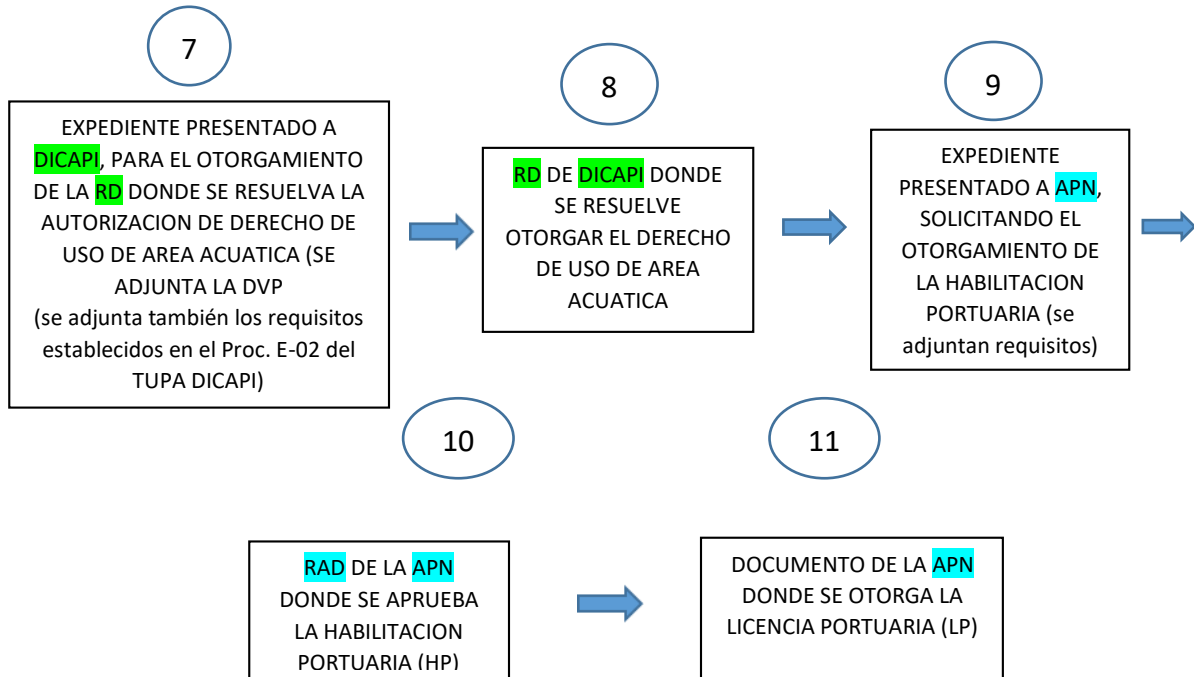 7
EXPEDIENTE PRESENTADO A
DICAPI, PARA EL OTORGAMIENTO
DE LA RD DONDE SE RESUELVA LA
AUTORIZACION DE DERECHO DE
USO DE AREA ACUATICA (SE
ADJUNTA LA DVP
(se adjunta también los requisitos
establecidos en el Proc. E-02 del
TUPA DICAPI)
8
RD DE DICAPI DONDE
SE RESUELVE
OTORGAR EL DERECHO
DE USO DE AREA
ACUATICA
9
EXPEDIENTE
PRESENTADO A APN,
SOLICITANDO EL
OTORGAMIENTO DE
LA HABILITACION
PORTUARIA (se
adjuntan requisitos)
10
RAD DE LA APN
DONDE SE APRUEBA
LA HABILITACION
PORTUARIA (HP)
11
DOCUMENTO DE LA APN
DONDE SE OTORGA LA
LICENCIA PORTUARIA (LP)